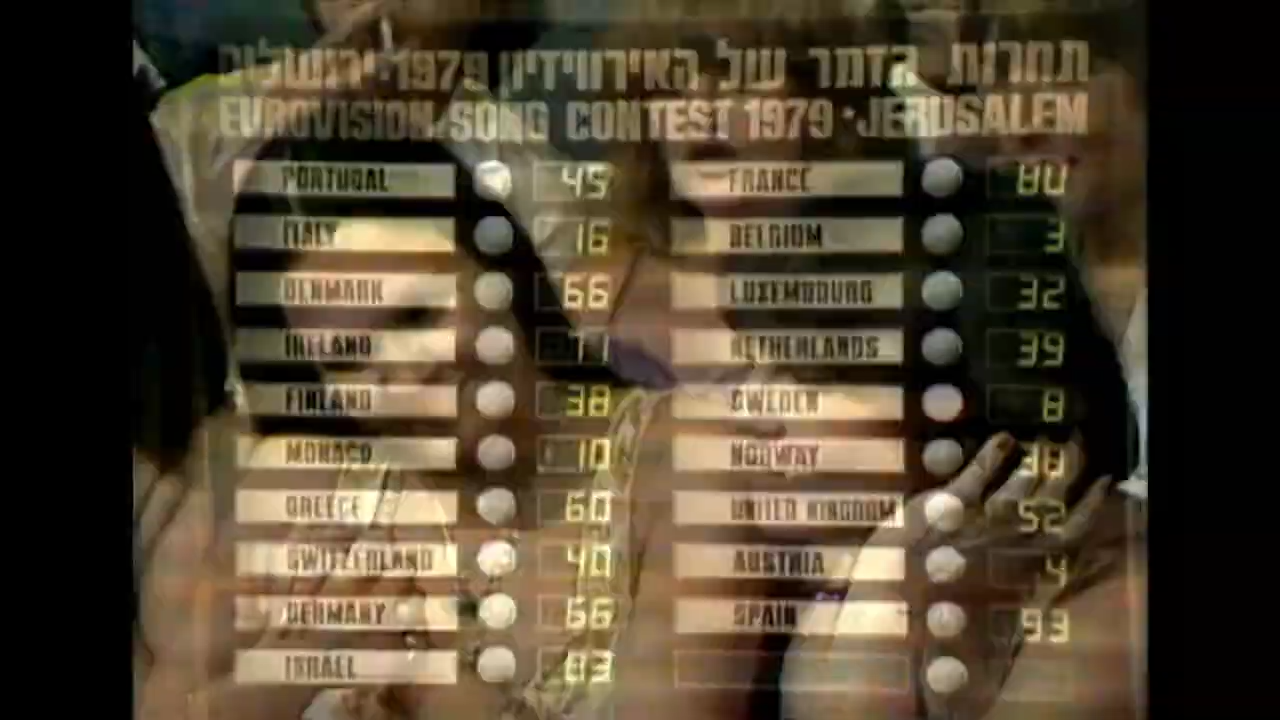 תחרות הזמר של האירוויזיון 1979·ירושלים
EUROVISION SONG CONTEST 1979·JERUSALEM
PORTUGAL 45 FRANCE 80
ITALY 16 BELGIUM 3
DENMARK 66 LUXEMBOURG 32
IRELAND NETHERLANDS 39
FINLAND 38 SWEDEN 8
MONACO NORWAY
GREECE 60 UNITED KINGDOM 52
SWITZERLAND 40 AUSTRIA 4
GERMANY 66 SPAIN 93
ISRAEL 83